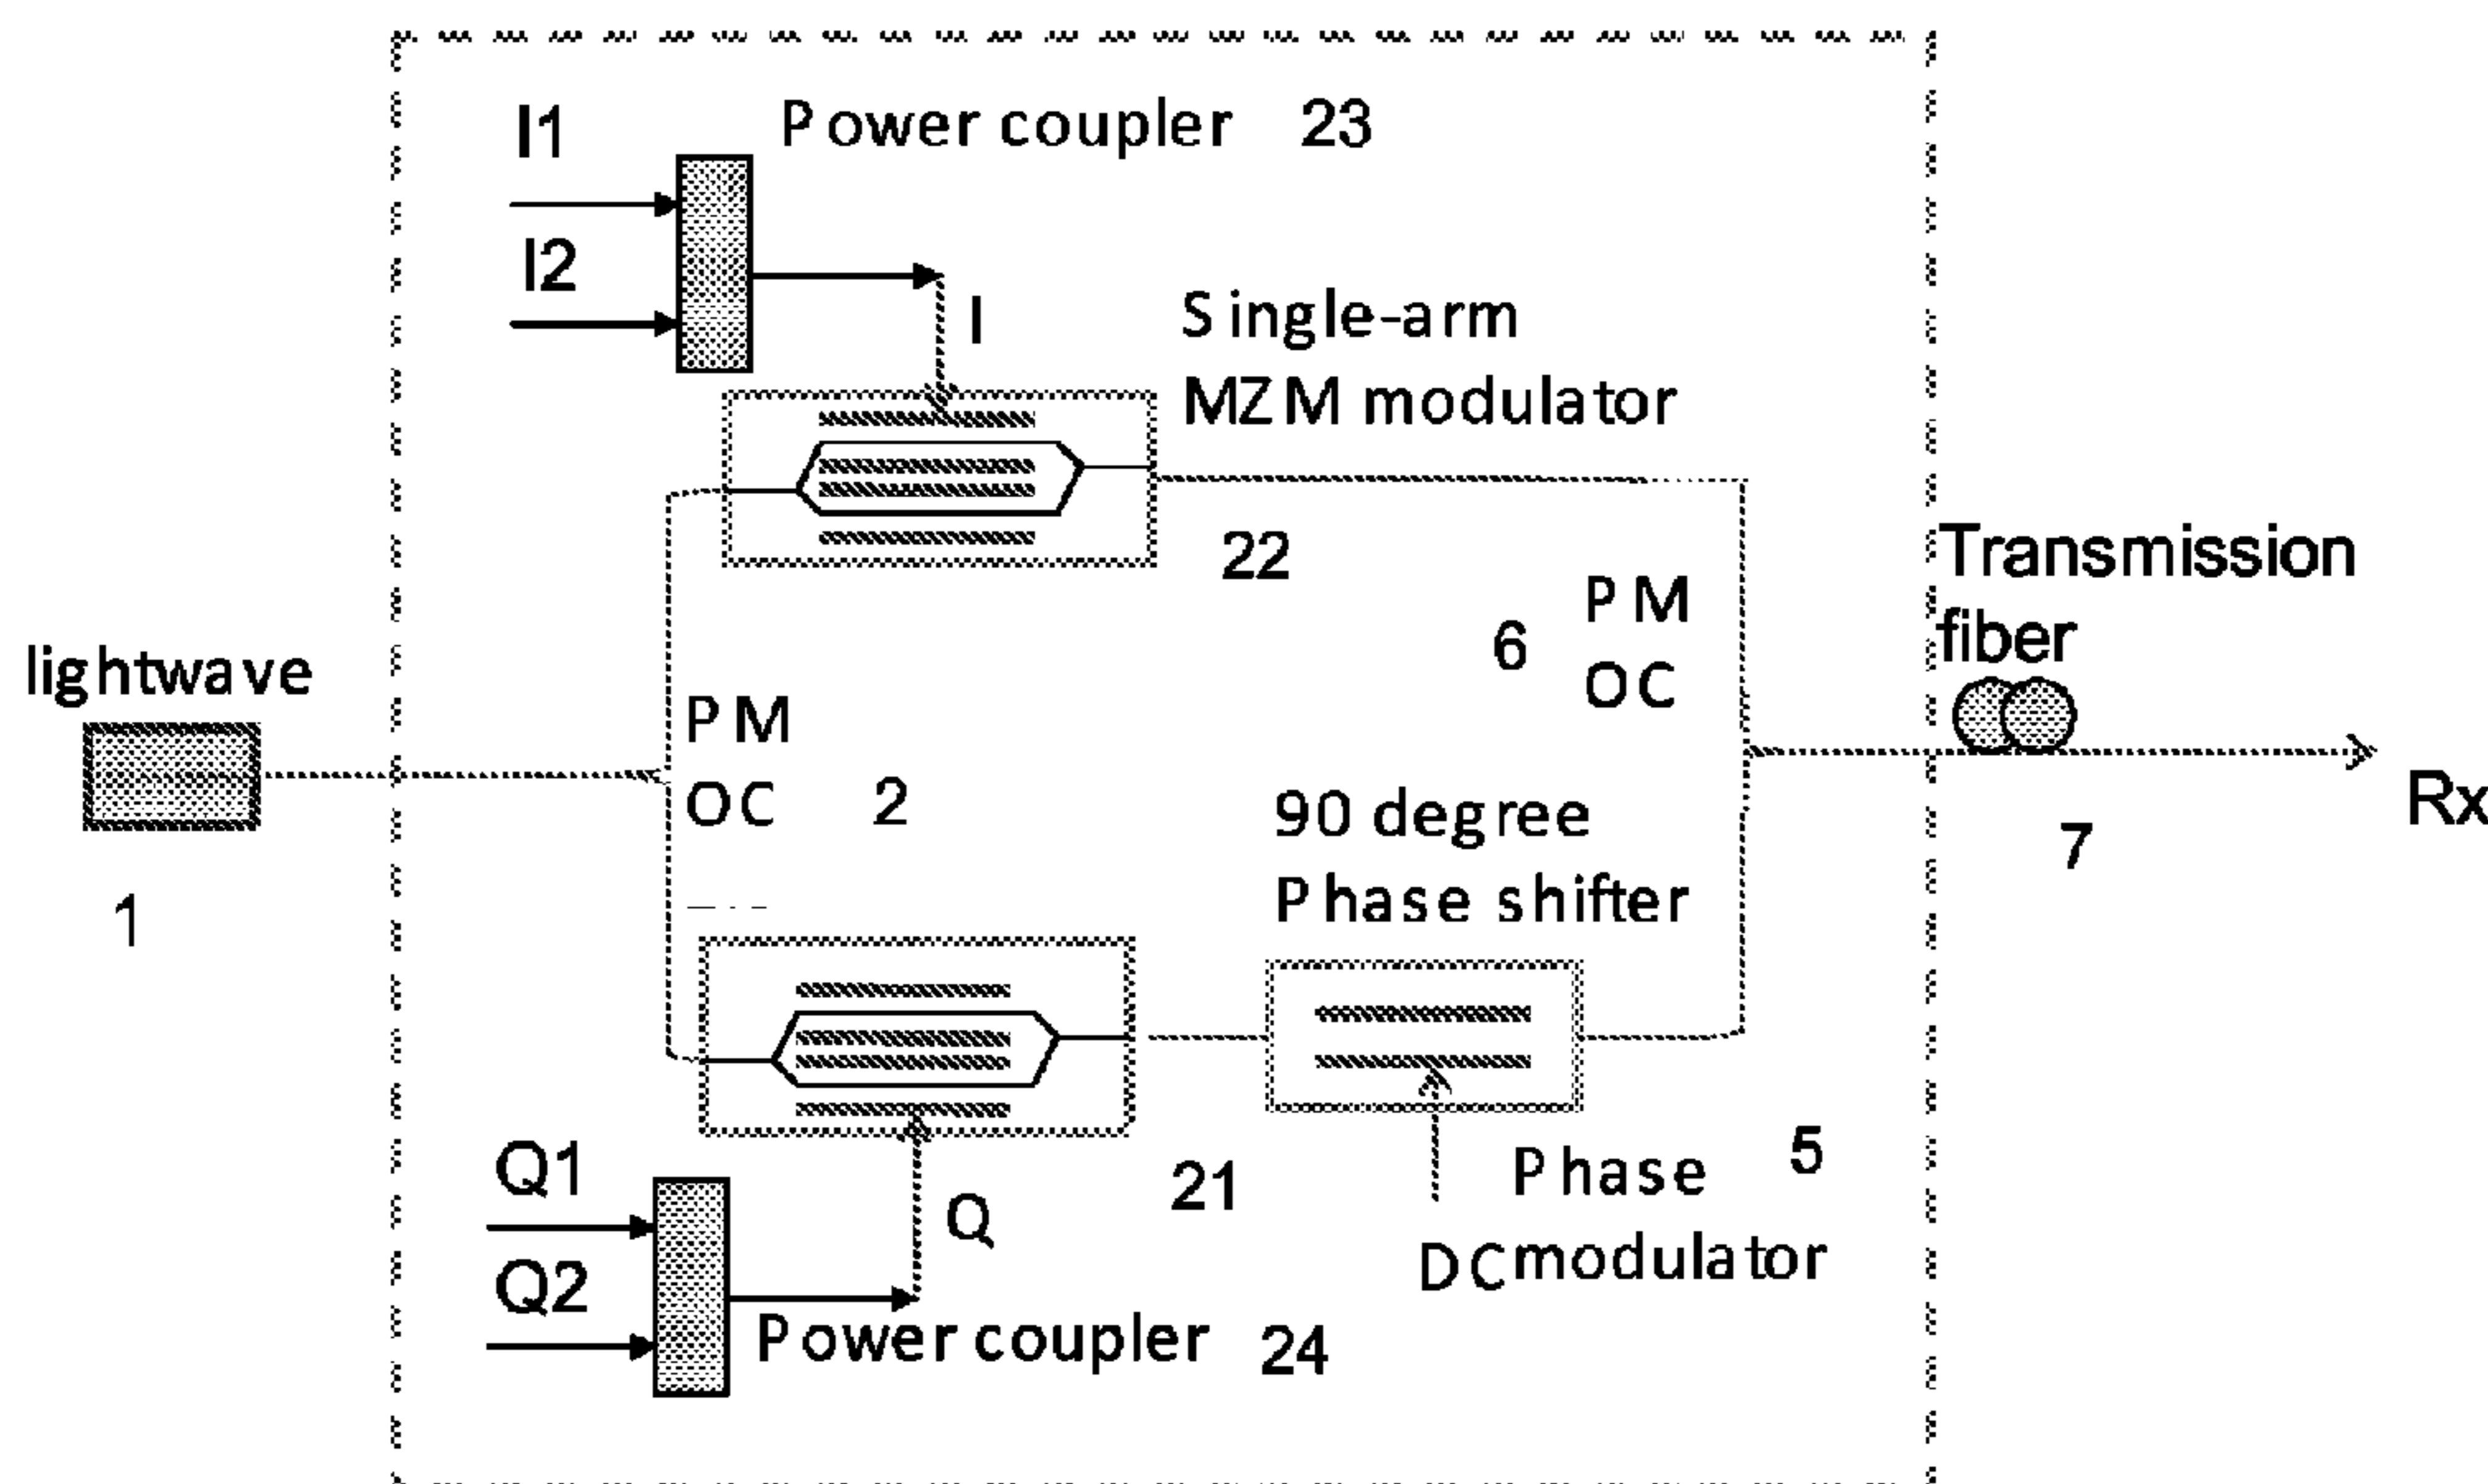 I1
Power coupler 23
I2
I
Single-arm
MZM modulator
22
Transmission
fiber
PM
OC
6
lightwave
1
PM
OC 2
90 degree
Phase shifter
Rx
7
Q1
Q2
Q
21
Phase 5
DC modulator
Power coupler 24